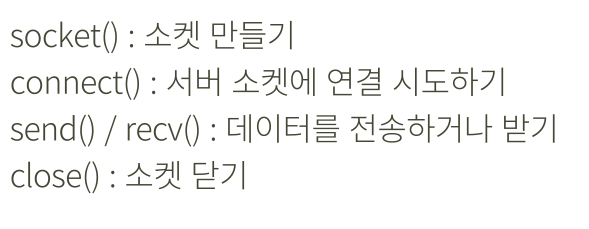 socket() : 소켓 만들기
connect() : 서버 소켓에 연결 시도하기
send() / recv() : 데이터를 전송하거나 받기
close() : 소켓 닫기